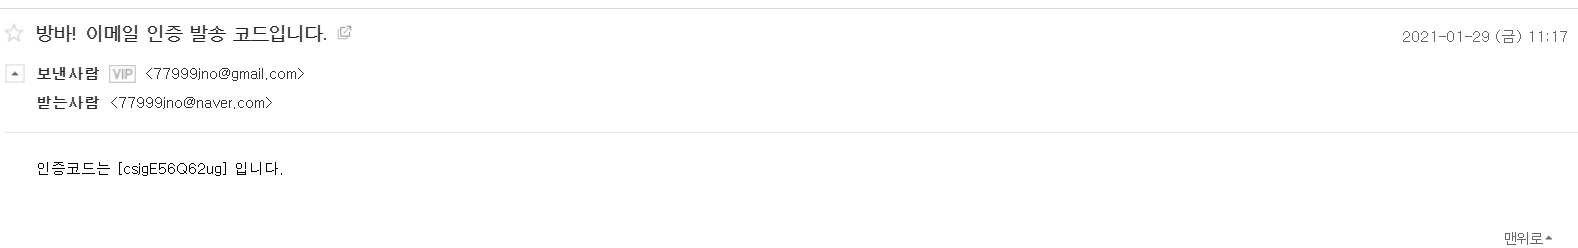 방바! 이메일 인증 발송 코드입니다.
2021-01-29 (금) 11:17
보낸사람 VIP <77999jno@gmail.com>
받는사람 <77999jno@naver.com>
인증코드는 [csjgE56Q62ug] 입니다.
맨위로